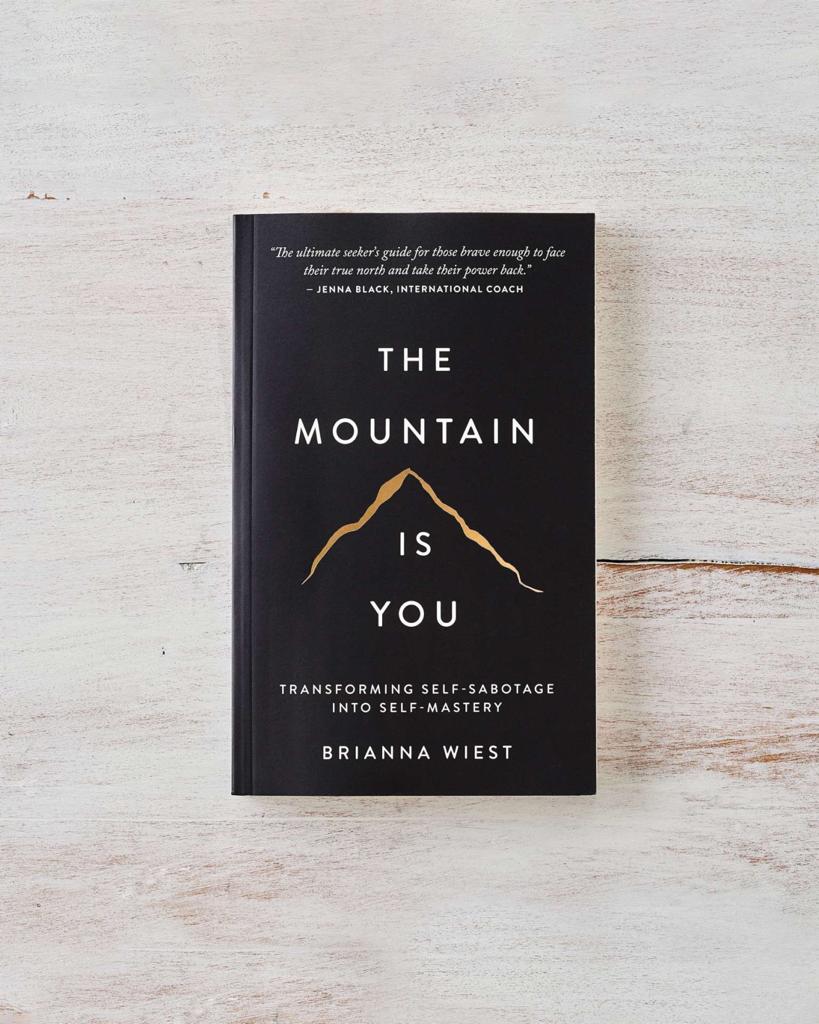 “The ultimate seeker’s guide for those brave enough to face
their true north and take their power back.”
– JENNA BLACK, INTERNATIONAL COACH
THE
MOUNTAIN
IS
YOU
TRANSFORMING SELF-SABOTAGE
INTO SELF-MASTERY
BRIANNA WIEST